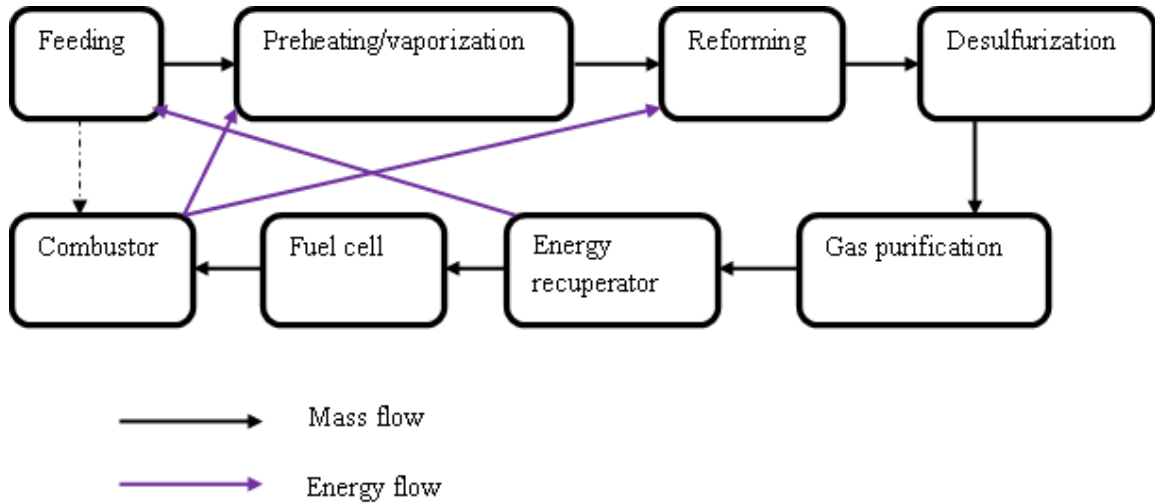 Feeding
Preheating/vaporization
Reforming
Desulfurization
Combustor
Fuel cell
Energy
recuperator
Gas purification
Mass flow
Energy flow